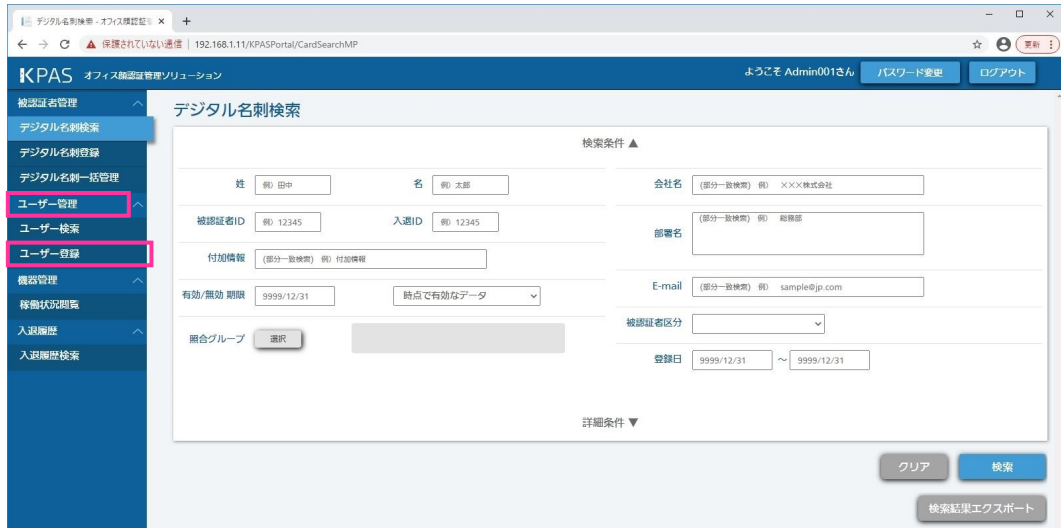 デジタル名刺検索 - オフィス顔認証管
保護されていない通信 | 192.168.1.11/KPASPortal/CardSearchMP
更新
KPAS オフィス顔認証管理ソリューション
ようこそ Admin001さん
パスワード変更
ログアウト
被認証者管理
デジタル名刺検索
デジタル名刺登録
デジタル名刺一括管理
ユーザー管理
ユーザー検索
ユーザー登録
機器管理
稼働状況閲覧
入退履歴
入退履歴検索
デジタル名刺検索
検索条件 ▲
姓 例) 田中
名 例) 太郎
会社名 (部分一致検索) 例) ×××株式会社
被認証者ID 例) 12345
入退ID 例) 12345
部署名 (部分一致検索) 例) 総務部
付加情報 (部分一致検索) 例) 付加情報
E-mail (部分一致検索) 例) sample@jp.com
有効/無効 期限 9999/12/31 時点で有効なデータ
被認証者区分
照合グループ 選択
登録日 9999/12/31 ~ 9999/12/31
詳細条件 ▼
クリア
検索
検索結果エクスポート